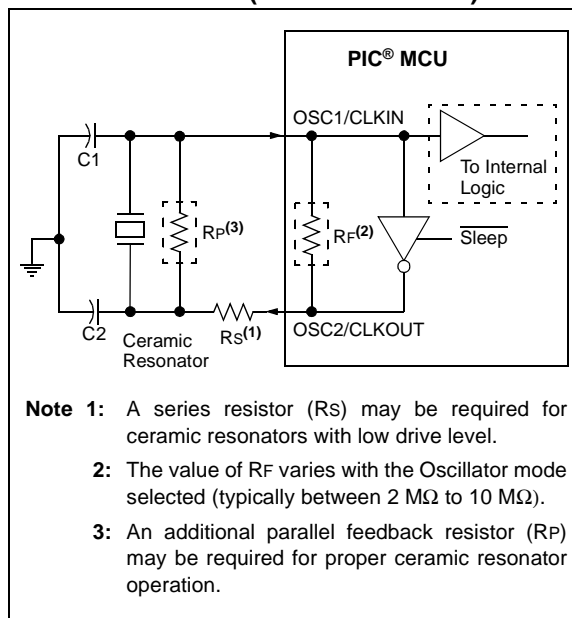 PIC® MCU
OSC1/CLKIN
C1
To Internal
Logic
RP(3)
RF(2)
Sleep
C2
Ceramic
Resonator
RS(1)
OSC2/CLKOUT
Note 1: A series resistor (RS) may be required for
ceramic resonators with low drive level.
2: The value of RF varies with the Oscillator mode
selected (typically between 2 MΩ to 10 MΩ).
3: An additional parallel feedback resistor (RP)
may be required for proper ceramic resonator
operation.